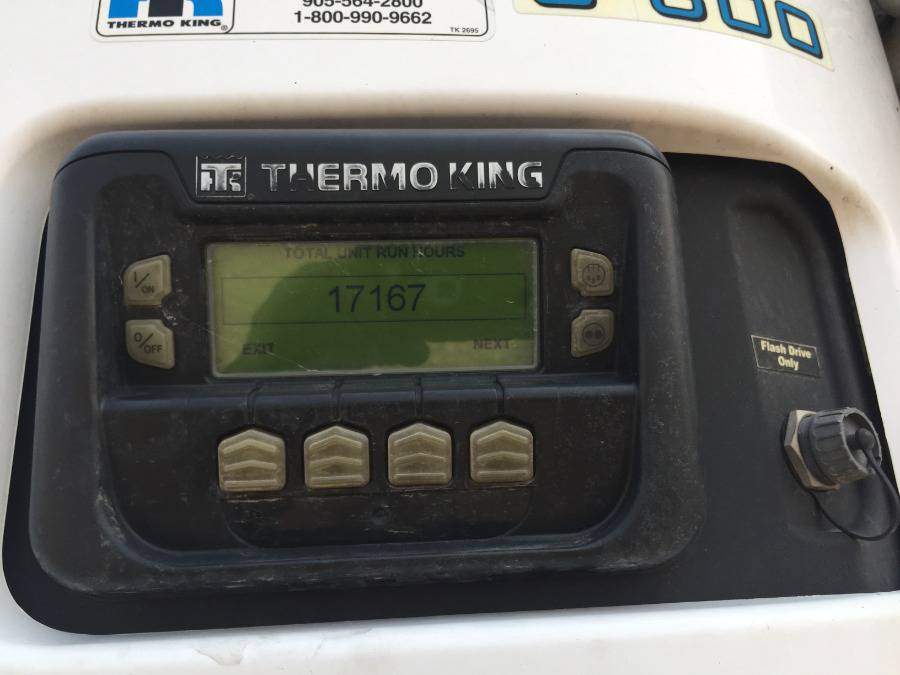 THERMO KING
905-564-2800
1-800-990-9662
TK 2695
THERMO KING
TOTAL UNIT RUN HOURS
17167
EXIT
NEXT
I/ON
O/OFF
Flash Drive
Only